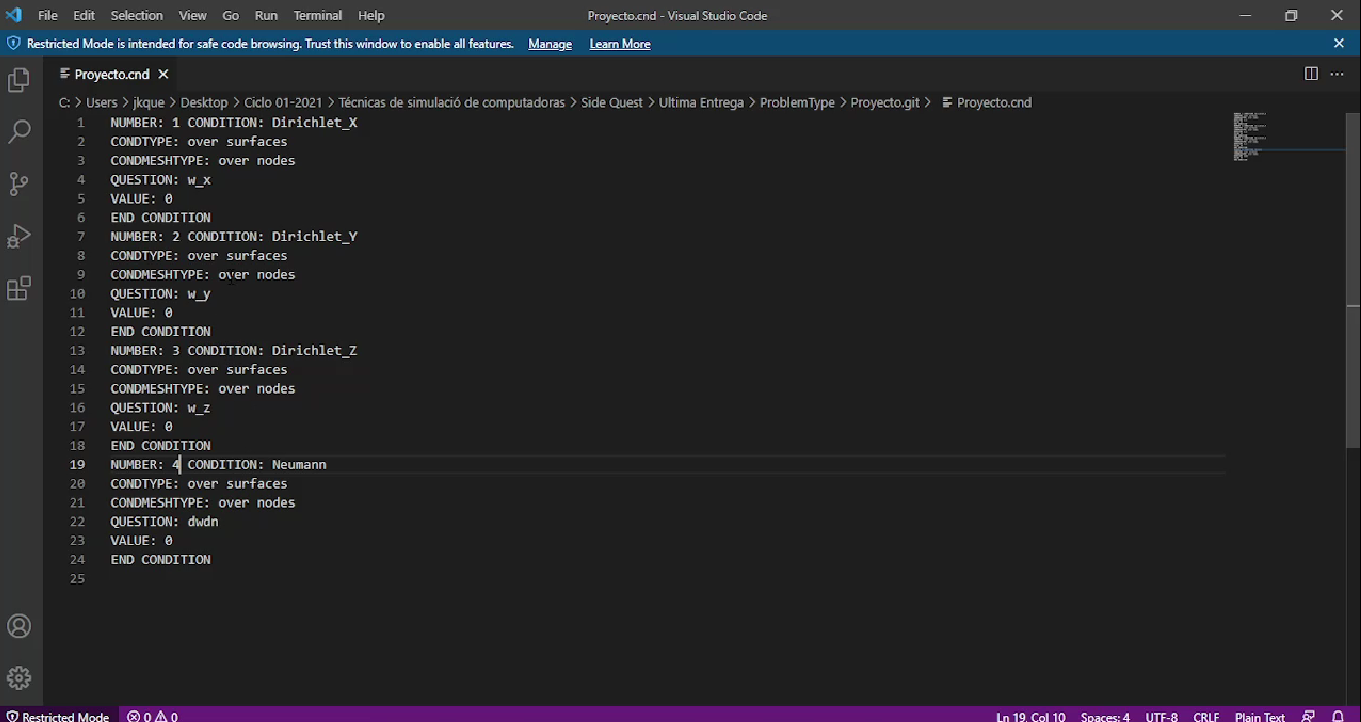 File Edit Selection View Go Run Terminal Help Proyecto.cnd - Visual Studio Code
Restricted Mode is intended for safe code browsing. Trust this window to enable all features. Manage Learn More
Proyecto.cnd
C: > Users > jkque > Desktop > Ciclo 01-2021 > Técnicas de simulació de computadoras > Side Quest > Ultima Entrega > ProblemType > Proyecto.git > Proyecto.cnd
1 NUMBER: 1 CONDITION: Dirichlet_X
2 CONDTYPE: over surfaces
3 CONDMESHTYPE: over nodes
4 QUESTION: w_x
5 VALUE: 0
6 END CONDITION
7 NUMBER: 2 CONDITION: Dirichlet_Y
8 CONDTYPE: over surfaces
9 CONDMESHTYPE: over nodes
10 QUESTION: w_y
11 VALUE: 0
12 END CONDITION
13 NUMBER: 3 CONDITION: Dirichlet_Z
14 CONDTYPE: over surfaces
15 CONDMESHTYPE: over nodes
16 QUESTION: w_z
17 VALUE: 0
18 END CONDITION
19 NUMBER: 4 CONDITION: Neumann
20 CONDTYPE: over surfaces
21 CONDMESHTYPE: over nodes
22 QUESTION: dwdn
23 VALUE: 0
24 END CONDITION
25
Restricted Mode 0 0 Ln 19, Col 10 Spaces: 4 UTF-8 CRLF Plain Text